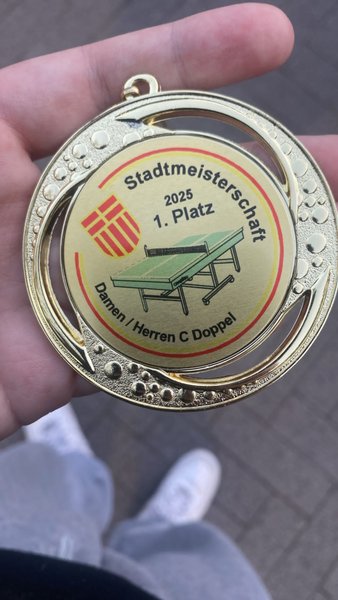 Stadtmeisterschaft
2025
1. Platz
Damen / Herren C Doppel